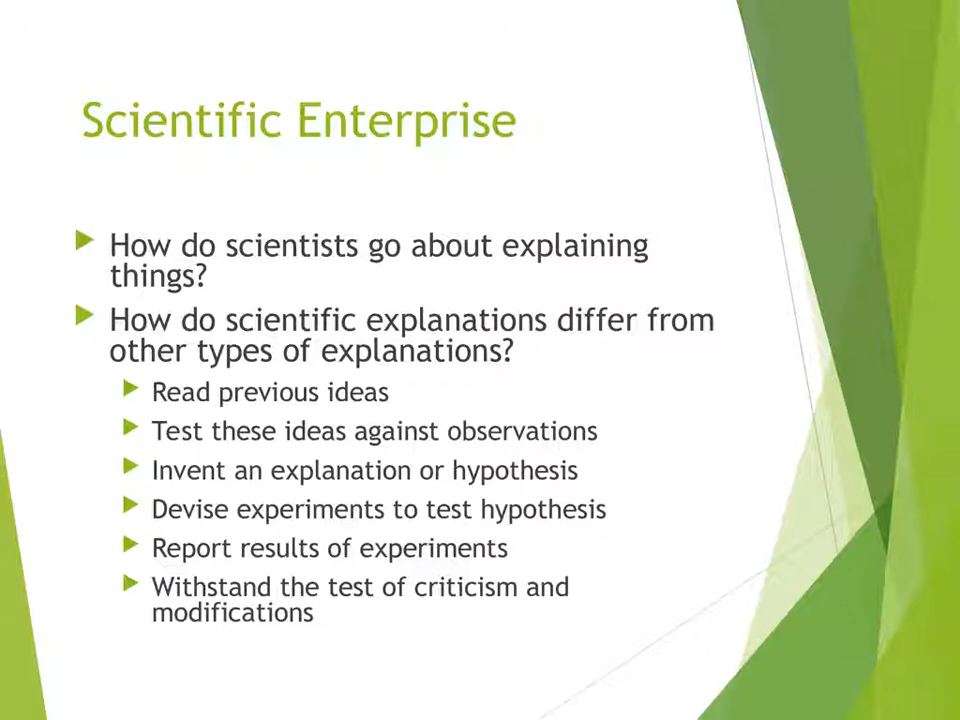 Scientific Enterprise
How do scientists go about explaining
things?
How do scientific explanations differ from
other types of explanations?
Read previous ideas
Test these ideas against observations
Invent an explanation or hypothesis
Devise experiments to test hypothesis
Report results of experiments
Withstand the test of criticism and
modifications